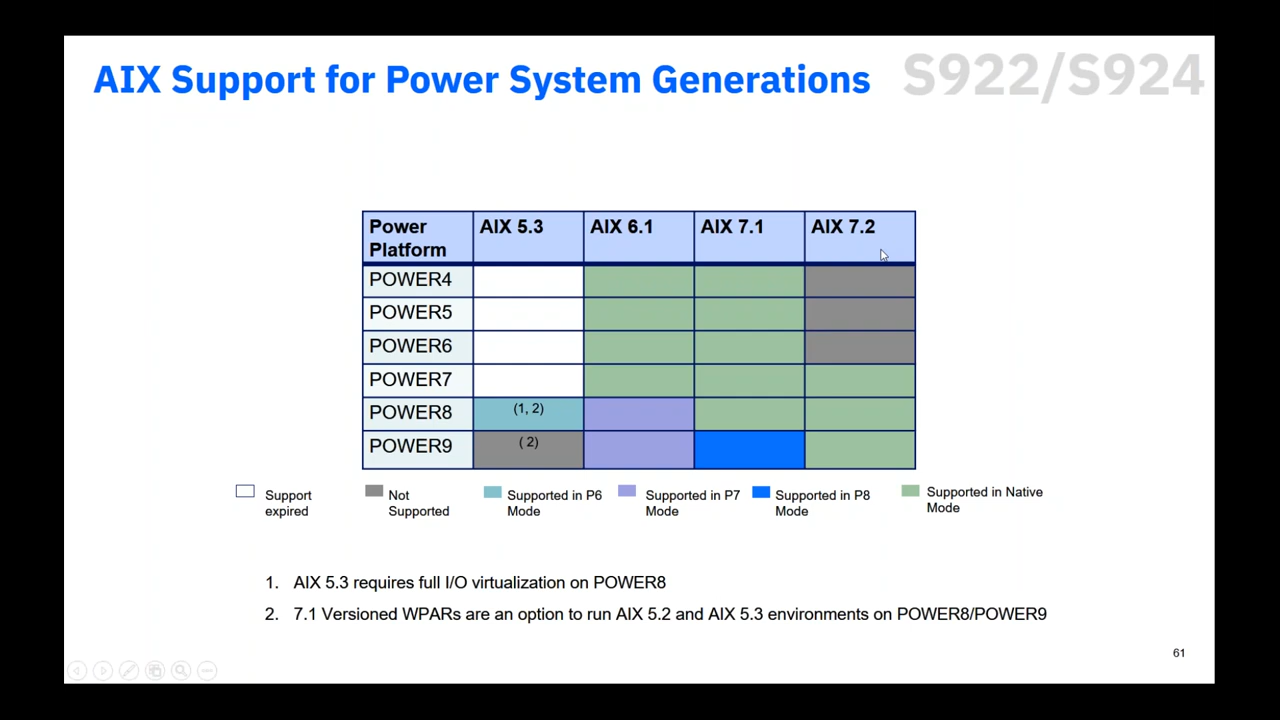 AIX Support for Power System Generations
S922/S924
Power Platform AIX 5.3 AIX 6.1 AIX 7.1 AIX 7.2
POWER4
POWER5
POWER6
POWER7
POWER8 (1, 2)
POWER9 ( 2)
Support expired
Not Supported
Supported in P6 Mode
Supported in P7 Mode
Supported in P8 Mode
Supported in Native Mode
1. AIX 5.3 requires full I/O virtualization on POWER8
2. 7.1 Versioned WPARs are an option to run AIX 5.2 and AIX 5.3 environments on POWER8/POWER9
61